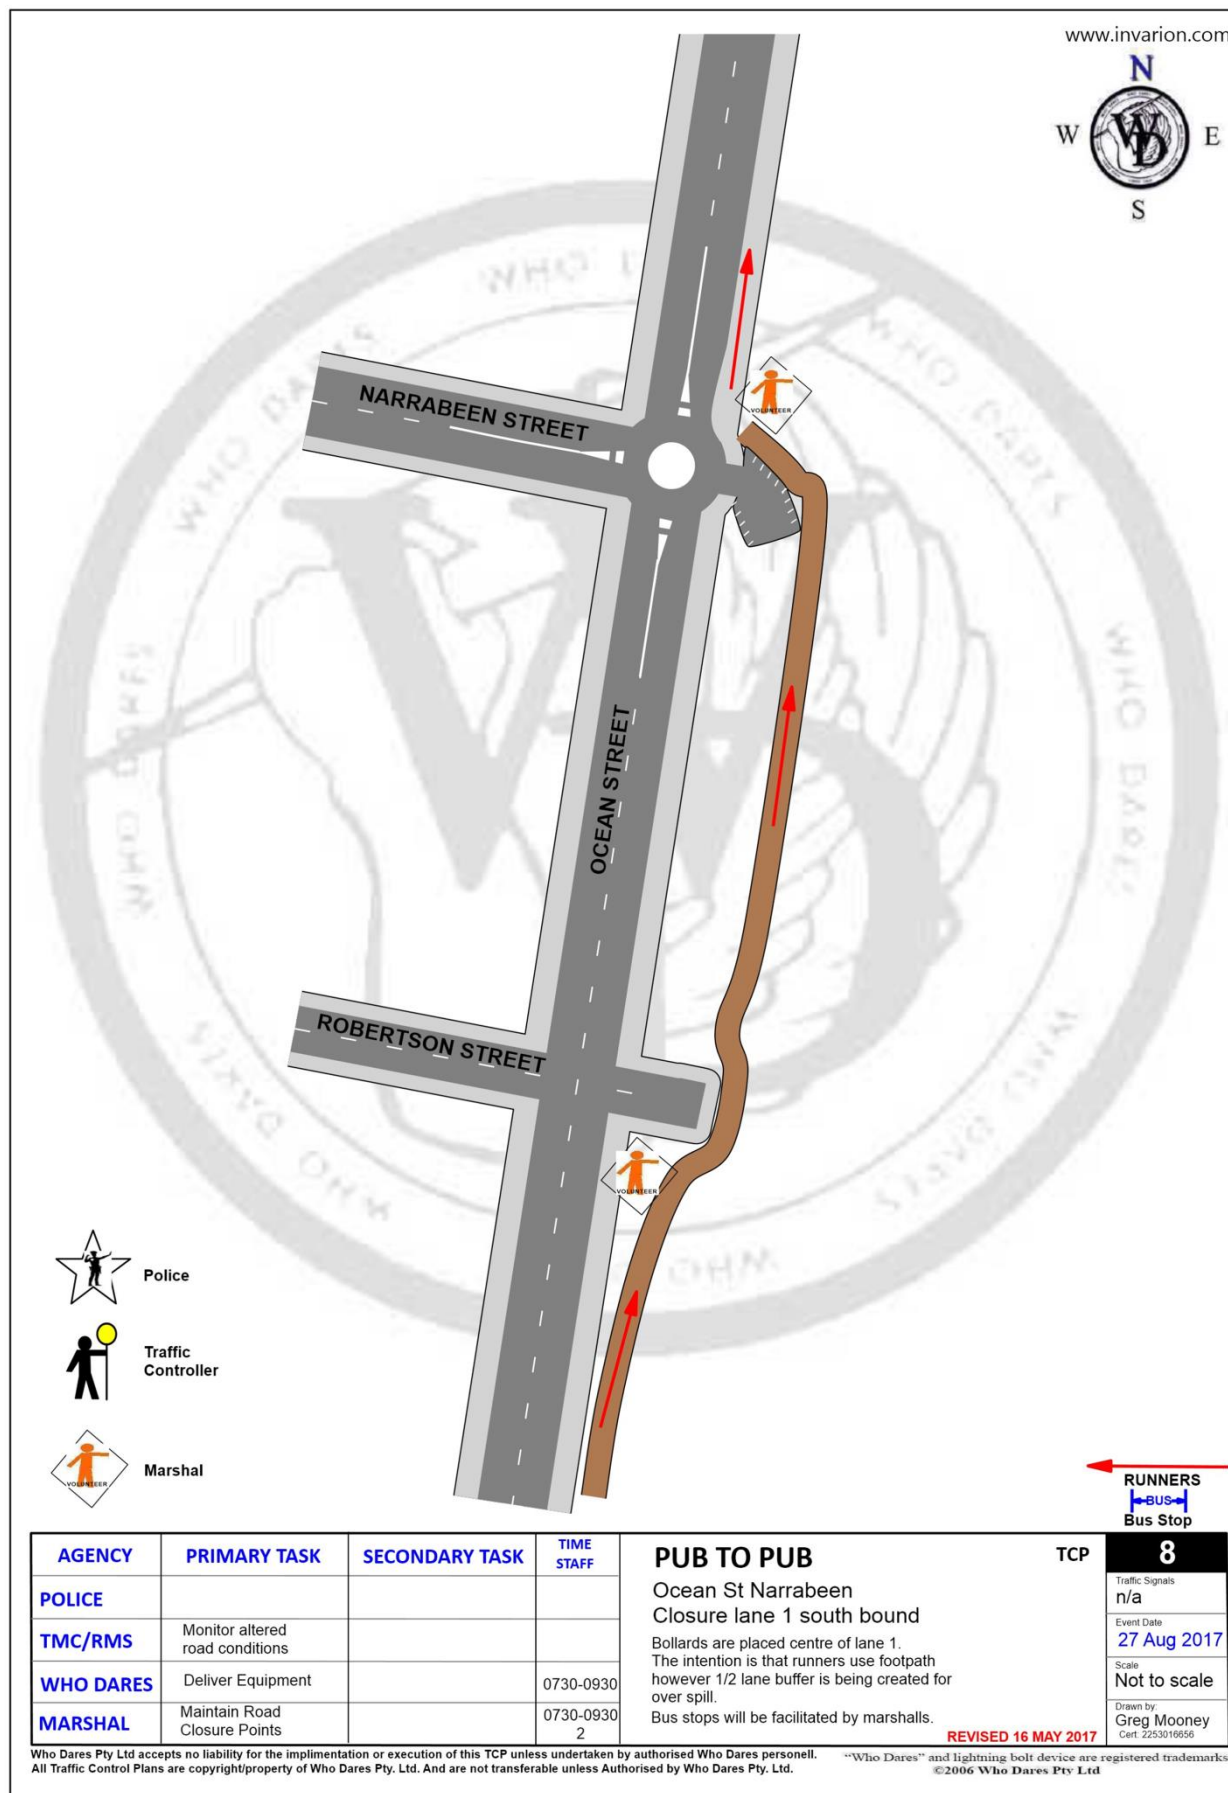 www.invarion.com
N
W
E
S
WD
WHO DARES
NARRABEEN STREET
VOLUNTEER
OCEAN STREET
ROBERTSON STREET
VOLUNTEER
Police
Traffic
Controller
VOLUNTEER
Marshal
RUNNERS
BUS
Bus Stop
AGENCY PRIMARY TASK SECONDARY TASK TIME
STAFF
POLICE
TMC/RMS Monitor altered
road conditions
WHO DARES Deliver Equipment 0730-0930
MARSHAL Maintain Road
Closure Points 0730-0930
2
PUB TO PUB TCP 8
Ocean St Narrabeen
Closure lane 1 south bound
Bollards are placed centre of lane 1.
The intention is that runners use footpath
however 1/2 lane buffer is being created for
over spill.
Bus stops will be facilitated by marshalls.
REVISED 16 MAY 2017
Traffic Signals
n/a
Event Date
27 Aug 2017
Scale
Not to scale
Drawn by:
Greg Mooney
Cert: 2253016656
Who Dares Pty Ltd accepts no liability for the implimentation or execution of this TCP unless undertaken by authorised Who Dares personell.
All Traffic Control Plans are copyright/property of Who Dares Pty. Ltd. And are not transferable unless Authorised by Who Dares Pty. Ltd.
“Who Dares” and lightning bolt device are registered trademarks
©2006 Who Dares Pty Ltd